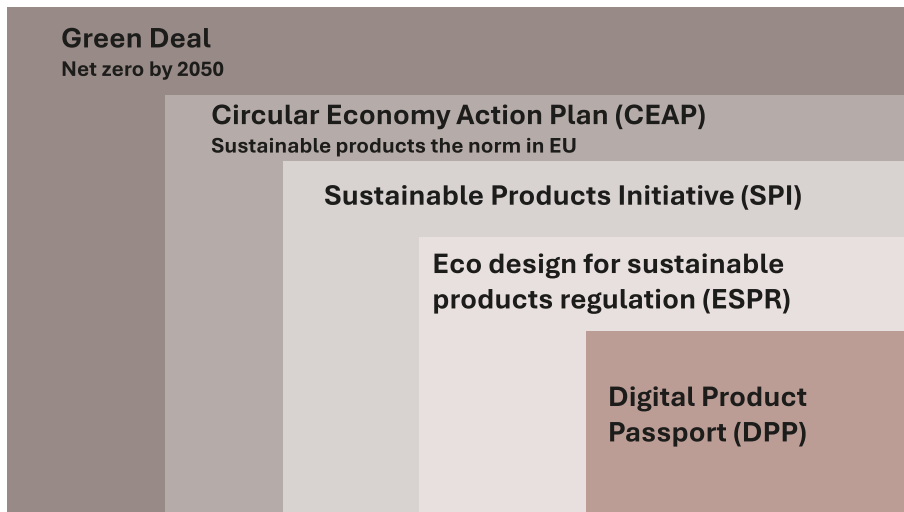 Green Deal
Net zero by 2050
Circular Economy Action Plan (CEAP)
Sustainable products the norm in EU
Sustainable Products Initiative (SPI)
Eco design for sustainable
products regulation (ESPR)
Digital Product
Passport (DPP)